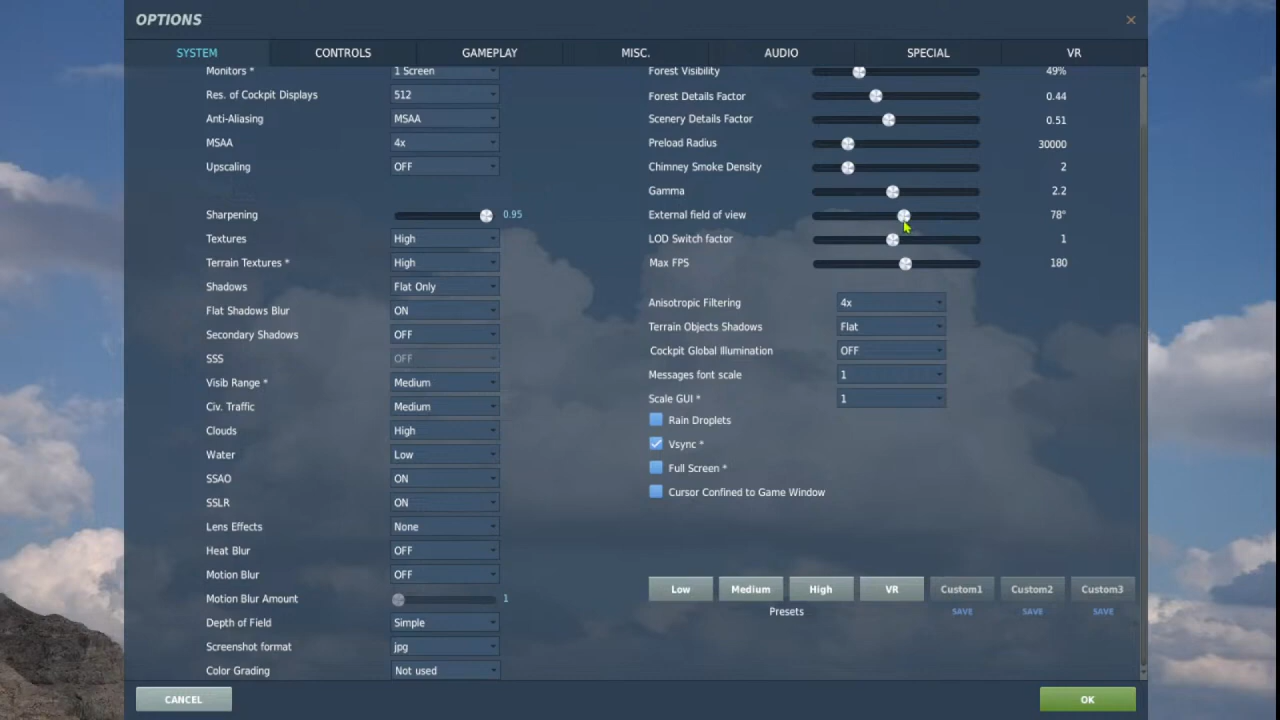 OPTIONS
SYSTEM CONTROLS GAMEPLAY MISC. AUDIO SPECIAL VR
Monitors * 1 Screen
Res. of Cockpit Displays 512
Anti-Aliasing MSAA
MSAA 4x
Upscaling OFF
Sharpening 0.95
Textures High
Terrain Textures * High
Shadows Flat Only
Flat Shadows Blur ON
Secondary Shadows OFF
SSS OFF
Visib Range * Medium
Civ. Traffic Medium
Clouds High
Water Low
SSAO ON
SSLR ON
Lens Effects None
Heat Blur OFF
Motion Blur OFF
Motion Blur Amount 1
Depth of Field Simple
Screenshot format jpg
Color Grading Not used
Forest Visibility 49%
Forest Details Factor 0.44
Scenery Details Factor 0.51
Preload Radius 30000
Chimney Smoke Density 2
Gamma 2.2
External field of view 78°
LOD Switch factor 1
Max FPS 180
Anisotropic Filtering 4x
Terrain Objects Shadows Flat
Cockpit Global Illumination OFF
Messages font scale 1
Scale GUI * 1
Rain Droplets
Vsync *
Full Screen *
Cursor Confined to Game Window
Low Medium High VR Custom1 Custom2 Custom3
Presets SAVE SAVE SAVE
CANCEL OK